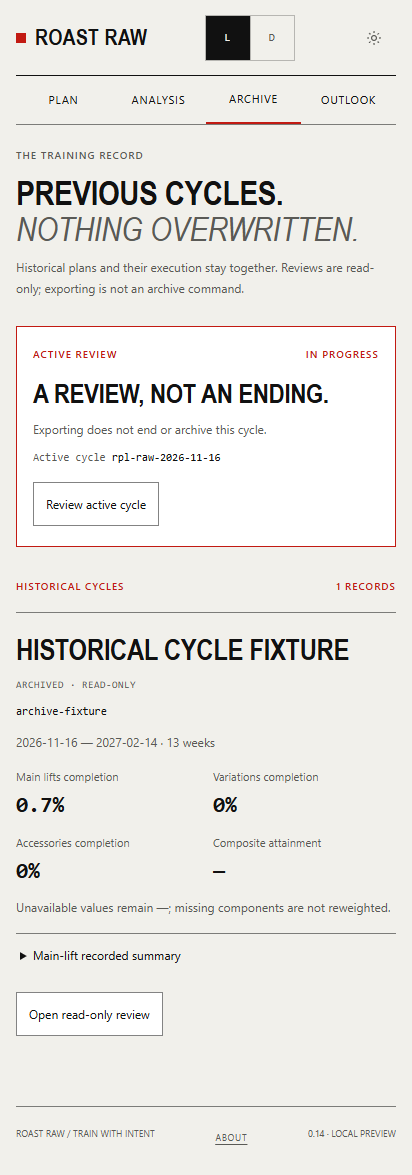 ROAST RAW
L D
PLAN ANALYSIS ARCHIVE OUTLOOK
THE TRAINING RECORD
PREVIOUS CYCLES.
NOTHING OVERWRITTEN.
Historical plans and their execution stay together. Reviews are read-
only; exporting is not an archive command.
ACTIVE REVIEW IN PROGRESS
A REVIEW, NOT AN ENDING.
Exporting does not end or archive this cycle.
Active cycle rpl-raw-2026-11-16
Review active cycle
HISTORICAL CYCLES 1 RECORDS
HISTORICAL CYCLE FIXTURE
ARCHIVED · READ-ONLY
archive-fixture
2026-11-16 — 2027-02-14 · 13 weeks
Main lifts completion Variations completion
0.7% 0%
Accessories completion Composite attainment
0% —
Unavailable values remain —; missing components are not reweighted.
Main-lift recorded summary
Open read-only review
ROAST RAW / TRAIN WITH INTENT ABOUT 0.14 · LOCAL PREVIEW